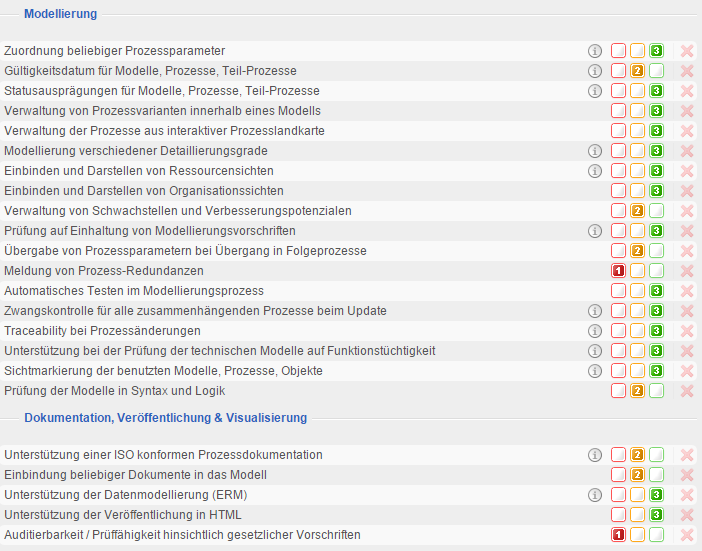 Modellierung
Zuordnung beliebiger Prozessparameter i 3
Gültigkeitsdatum für Modelle, Prozesse, Teil-Prozesse i 2
Statusausprägungen für Modelle, Prozesse, Teil-Prozesse i 3
Verwaltung von Prozessvarianten innerhalb eines Modells 3
Verwaltung der Prozesse aus interaktiver Prozesslandkarte 3
Modellierung verschiedener Detaillierungsgrade i 3
Einbinden und Darstellen von Ressourcensichten i 3
Einbinden und Darstellen von Organisationssichten 3
Verwaltung von Schwachstellen und Verbesserungspotenzialen 2
Prüfung auf Einhaltung von Modellierungsvorschriften i 3
Übergabe von Prozessparametern bei Übergang in Folgeprozesse 2
Meldung von Prozess-Redundanzen 1
Automatisches Testen im Modellierungsprozess 3
Zwangskontrolle für alle zusammenhängenden Prozesse beim Update i 3
Traceability bei Prozessänderungen i 3
Unterstützung bei der Prüfung der technischen Modelle auf Funktionstüchtigkeit i 3
Sichtmarkierung der benutzten Modelle, Prozesse, Objekte i 3
Prüfung der Modelle in Syntax und Logik 2
Dokumentation, Veröffentlichung & Visualisierung
Unterstützung einer ISO konformen Prozessdokumentation i 2
Einbindung beliebiger Dokumente in das Modell 2
Unterstützung der Datenmodellierung (ERM) i 3
Unterstützung der Veröffentlichung in HTML 3
Auditierbarkeit / Prüffähigkeit hinsichtlich gesetzlicher Vorschriften 1